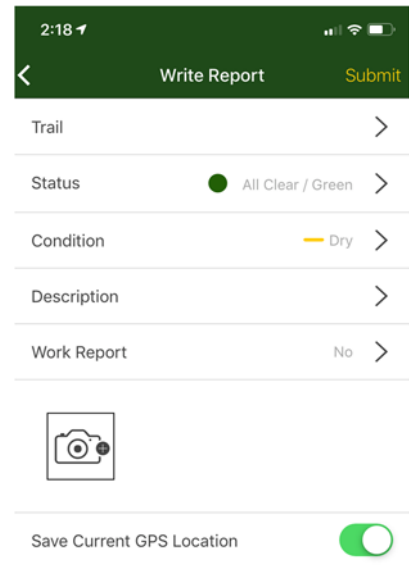 2:18
Write Report
Submit
Trail
Status All Clear / Green
Condition Dry
Description
Work Report No
Save Current GPS Location